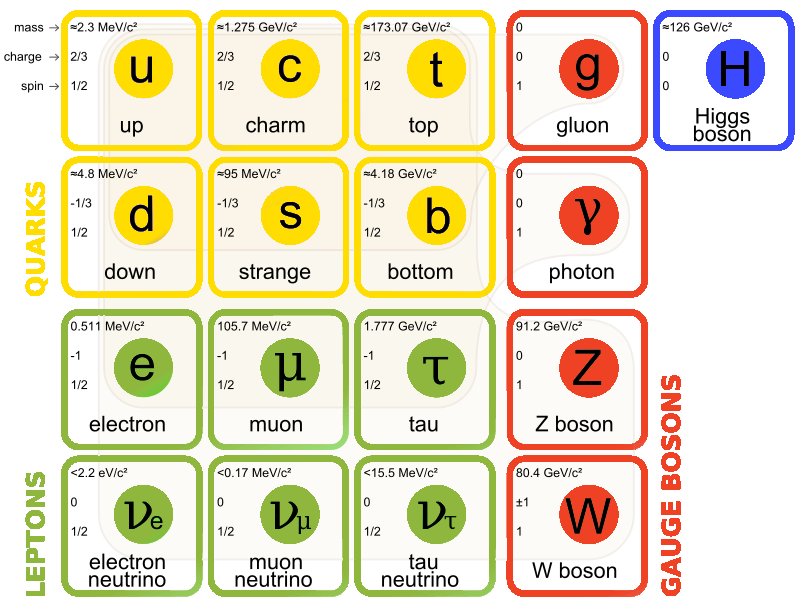 mass → ≈2.3 MeV/c²
charge → 2/3
spin → 1/2
u
up
≈1.275 GeV/c²
2/3
1/2
c
charm
≈173.07 GeV/c²
2/3
1/2
t
top
0
0
1
g
gluon
≈126 GeV/c²
0
0
H
Higgs
boson
QUARKS
≈4.8 MeV/c²
-1/3
1/2
d
down
≈95 MeV/c²
-1/3
1/2
s
strange
≈4.18 GeV/c²
-1/3
1/2
b
bottom
0
0
1
γ
photon
0.511 MeV/c²
-1
1/2
e
electron
105.7 MeV/c²
-1
1/2
μ
muon
1.777 GeV/c²
-1
1/2
τ
tau
91.2 GeV/c²
0
1
Z
Z boson
LEPTONS
<2.2 eV/c²
0
1/2
νe
electron
neutrino
<0.17 MeV/c²
0
1/2
νμ
muon
neutrino
<15.5 MeV/c²
0
1/2
ντ
tau
neutrino
80.4 GeV/c²
±1
1
W
W boson
GAUGE BOSONS